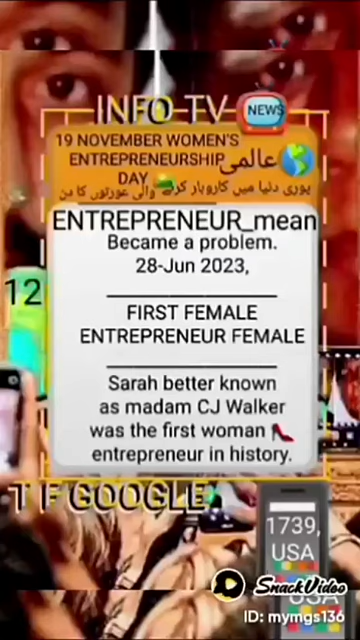 INFO TV NEWS
19 NOVEMBER WOMEN'S
ENTREPRENEURSHIP عالمی
DAY
پوری دنیا میں کاروبار کرنے والی عورتوں کا دن
ENTREPRENEUR_mean
Became a problem.
28-Jun 2023,
12
FIRST FEMALE
ENTREPRENEUR FEMALE
Sarah better known
as madam CJ Walker
was the first woman
entrepreneur in history.
T F GOOGLE
1739,
USA
USA
SnackVideo
ID: mymgs136